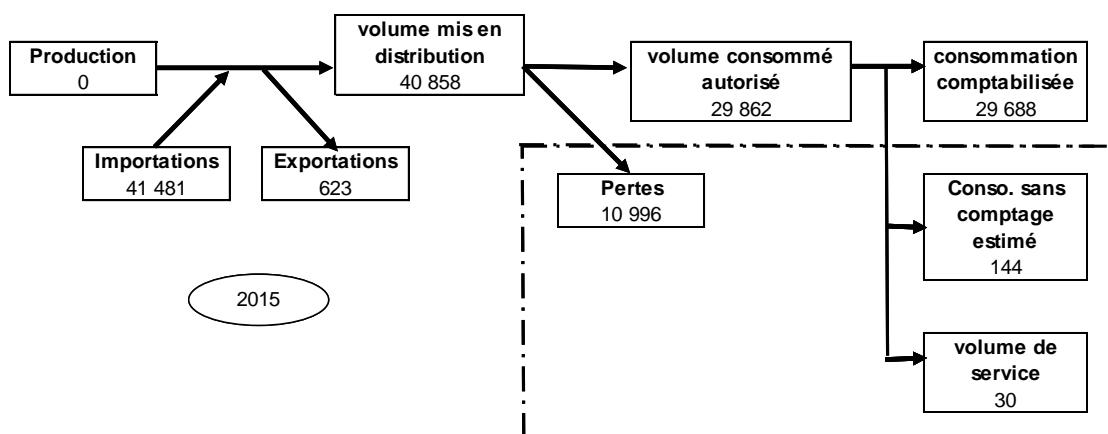 Production
0
Importations
41 481
Exportations
623
volume mis en
distribution
40 858
volume consommé
autorisé
29 862
Pertes
10 996
consommation
comptabilisée
29 688
Conso. sans
comptage
estimé
144
volume de
service
30
2015